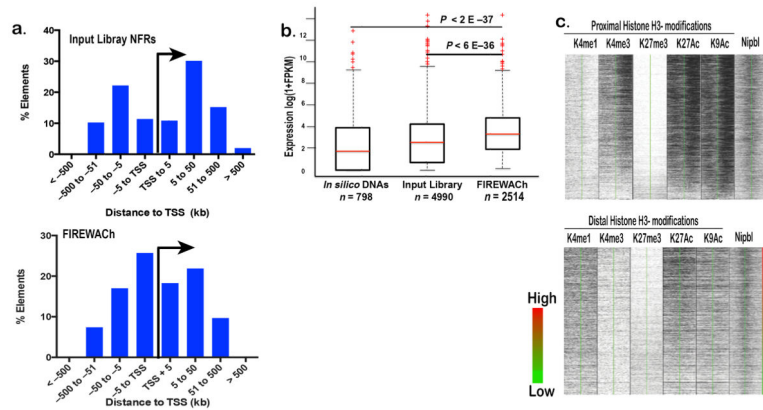 a.
Input Libray NFRs
% Elements
40
30
20
10
0
< –500
–500 to –51
–50 to –5
–5 to TSS
TSS to 5
5 to 50
51 to 500
> 500
Distance to TSS (kb)
FIREWACh
% Elements
30
20
10
0
< –500
–500 to –51
–50 to –5
–5 to TSS
TSS + 5
5 to 50
51 to 500
> 500
Distance to TSS (kb)
b.
Expression log(1+FPKM)
14
12
10
8
6
4
2
0
P < 2 E –37
P < 6 E–36
In silico DNAs
n = 798
Input Library
n = 4990
FIREWACh
n = 2514
c.
Proximal Histone H3- modifications
K4me1 K4me3 K27me3 K27Ac K9Ac Nipbl
Distal Histone H3- modifications
K4me1 K4me3 K27me3 K27Ac K9Ac Nipbl
High
Low